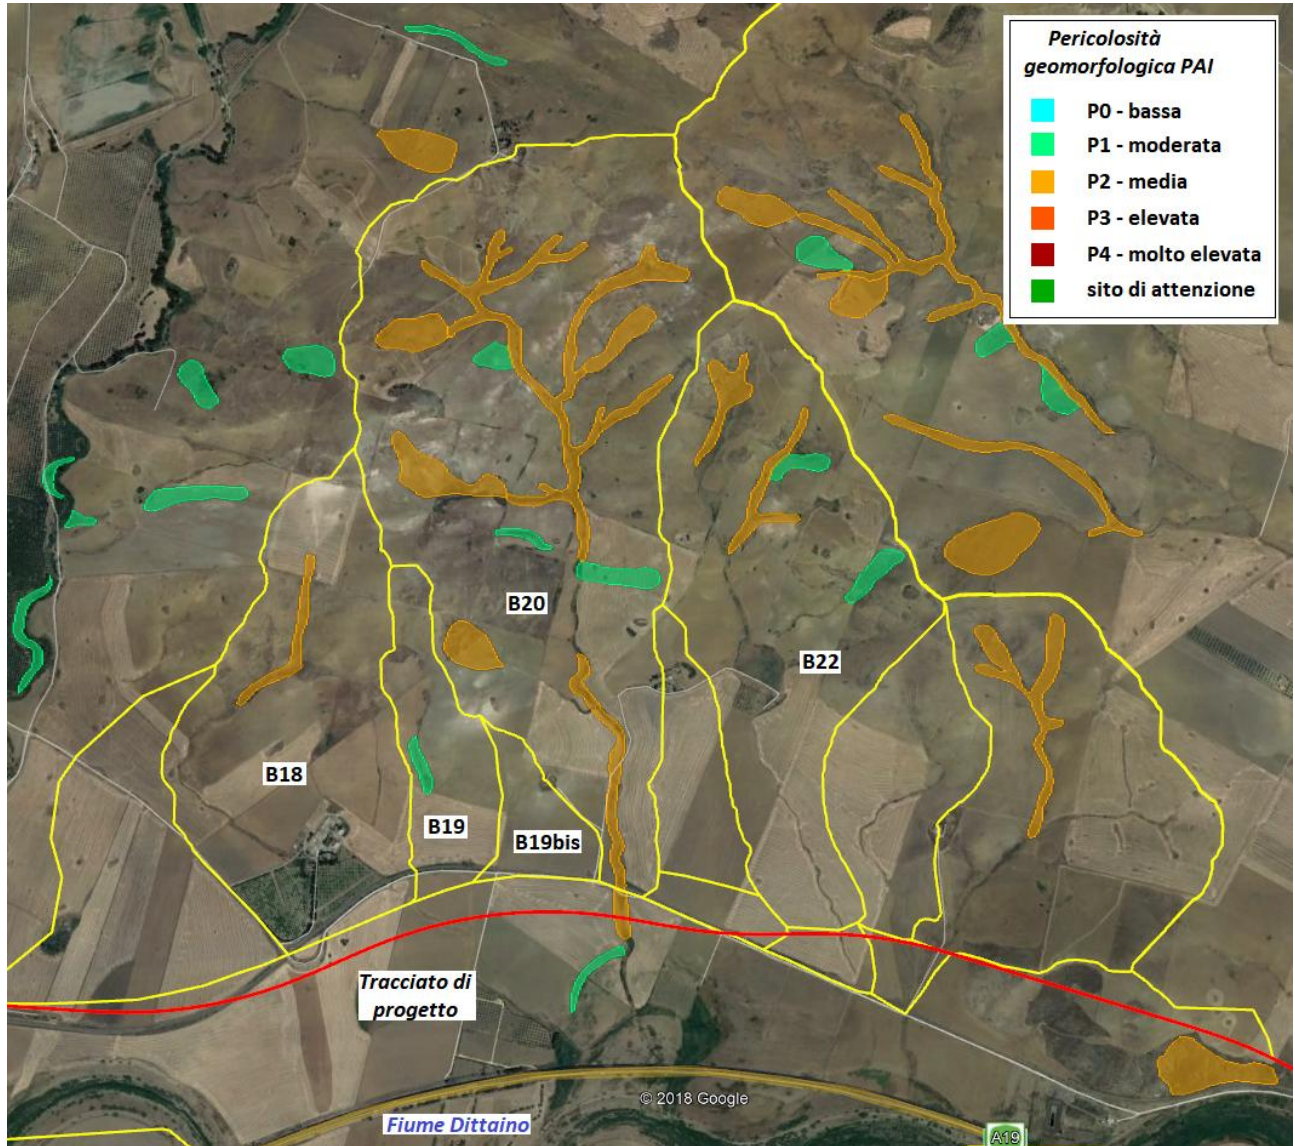 Pericolosità
geomorfologica PAI
P0 - bassa
P1 - moderata
P2 - media
P3 - elevata
P4 - molto elevata
sito di attenzione
B20
B22
B18
B19
B19bis
Tracciato di
progetto
© 2018 Google
Fiume Dittaino
A19